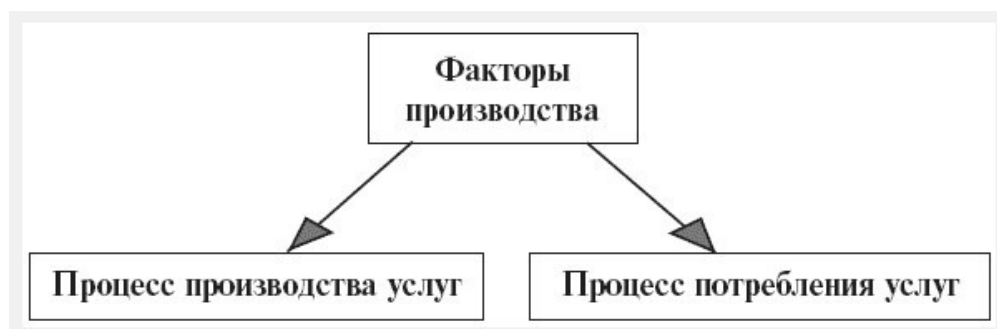 Факторы
производства
Процесс производства услуг
Процесс потребления услуг